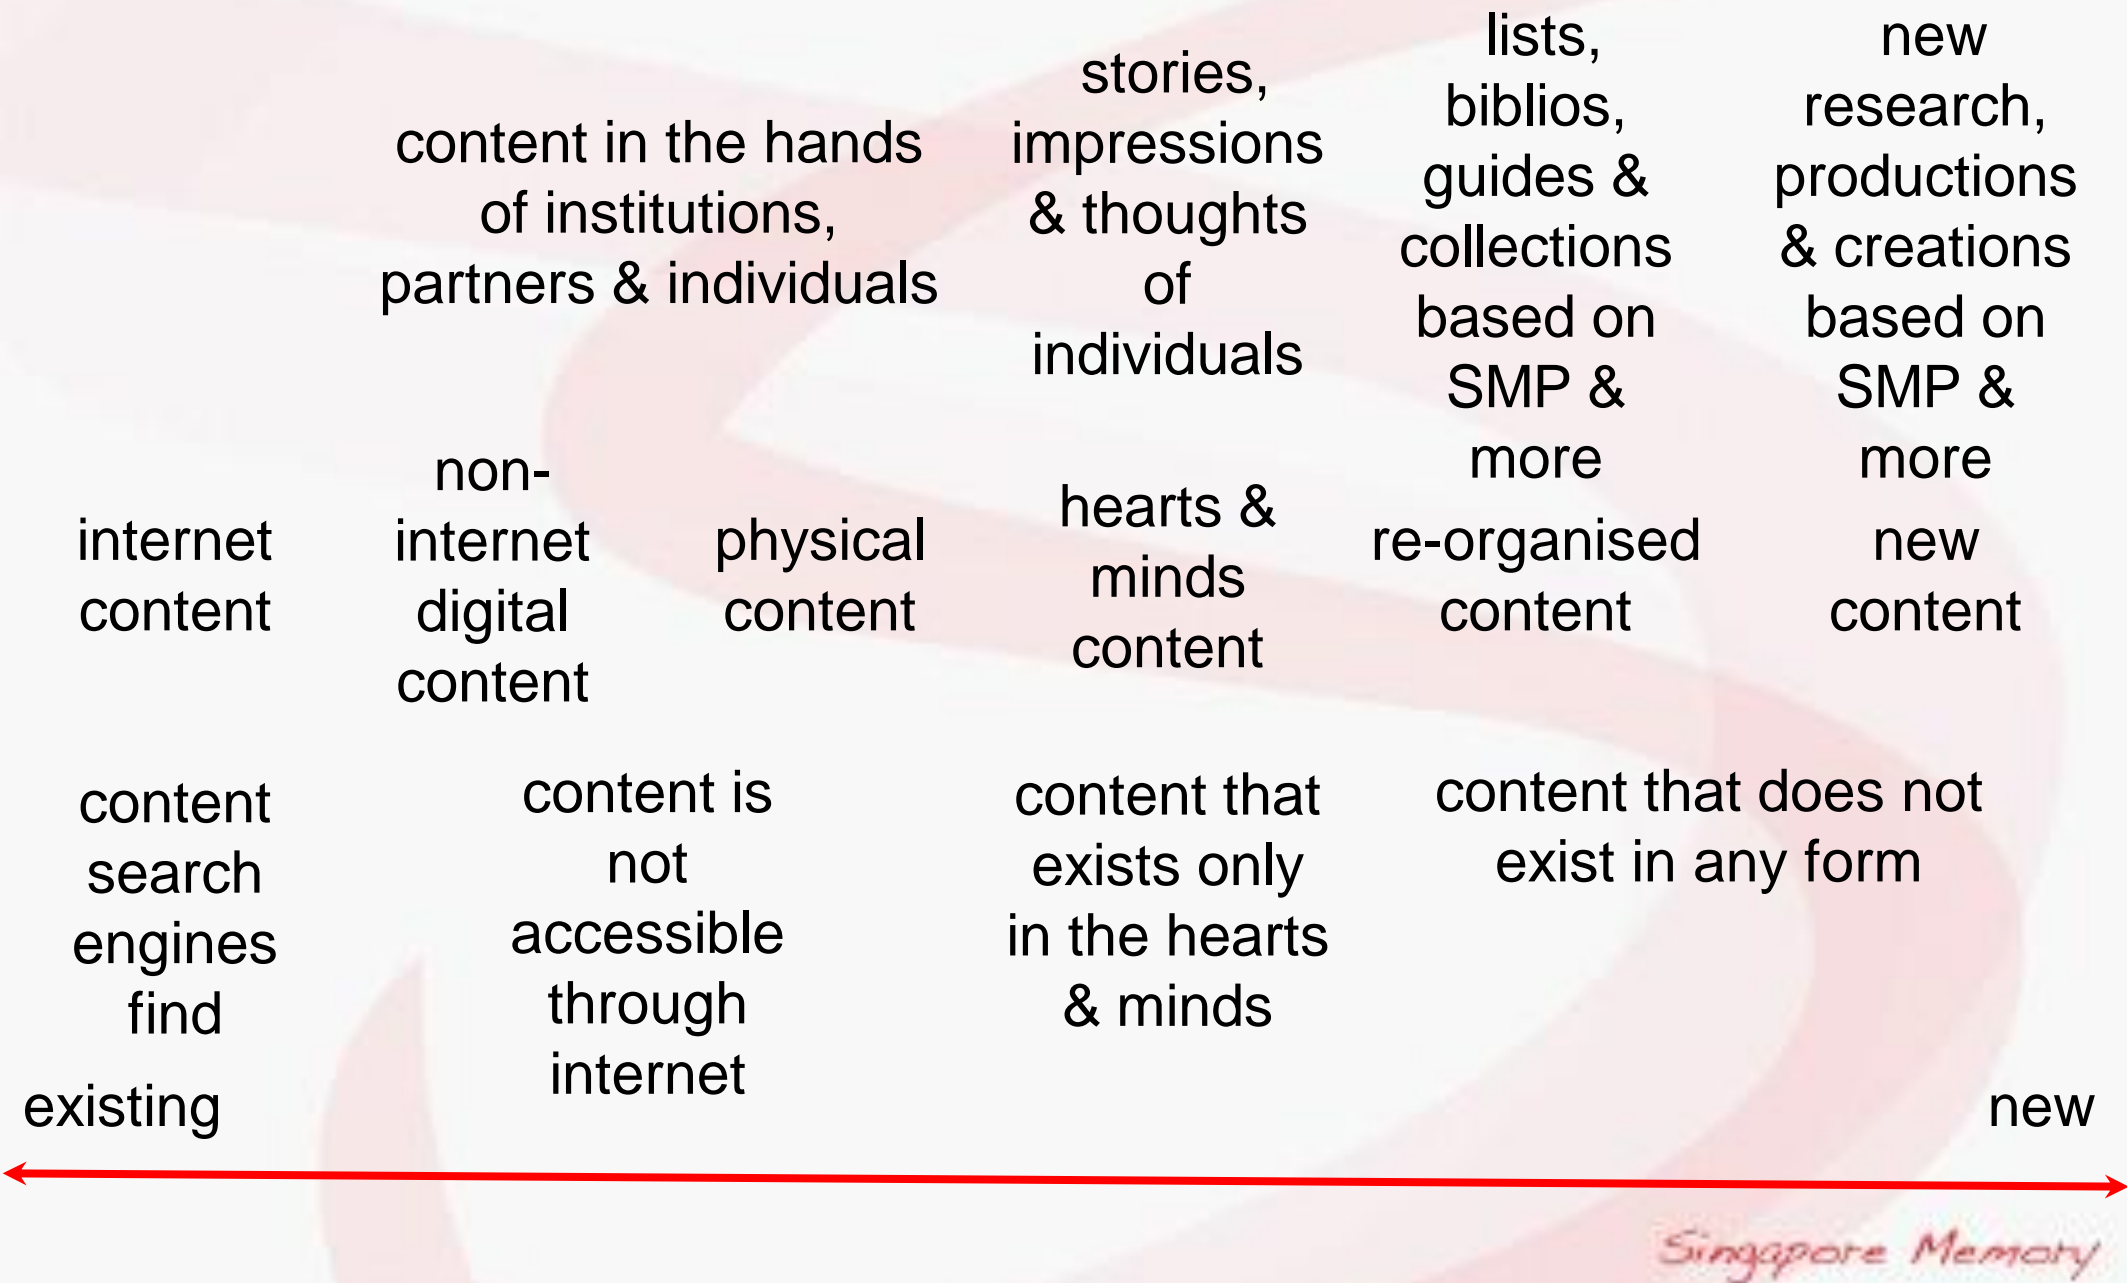 content in the hands
of institutions,
partners & individuals
stories,
impressions
& thoughts
of
individuals
lists,
biblios,
guides &
collections
based on
SMP &
more
new
research,
productions
& creations
based on
SMP &
more
internet
content
non-
internet
digital
content
physical
content
hearts &
minds
content
re-organised
content
new
content
content
search
engines
find
content is
not
accessible
through
internet
content that
exists only
in the hearts
& minds
content that does not
exist in any form
existing
new
Singapore Memory